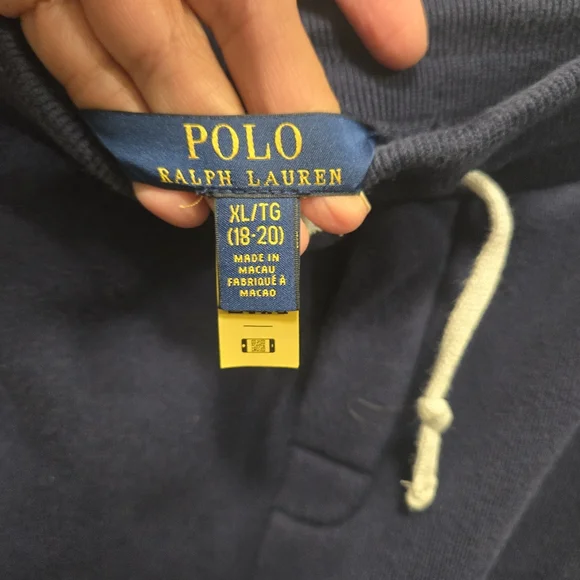 POLO
RALPH LAUREN
XL/TG
(18-20)
MADE IN
MACAU
FABRIQUÉ À
MACAO